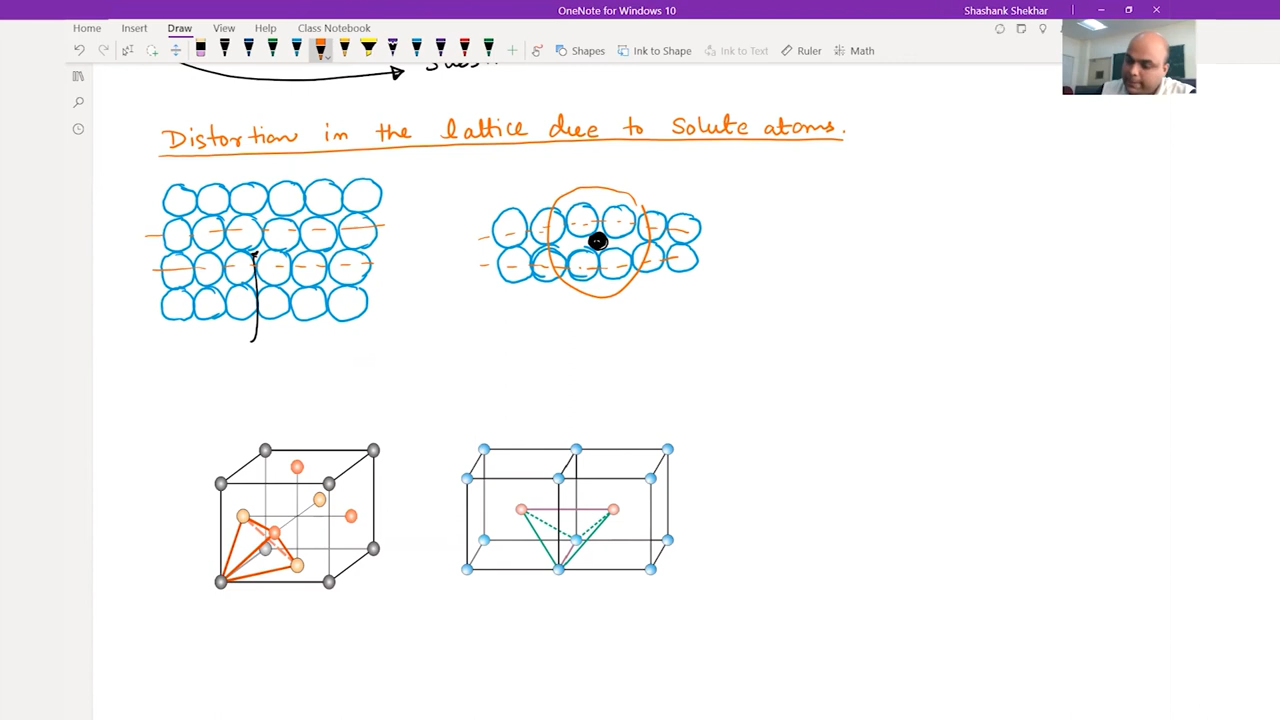 OneNote for Windows 10
Shashank Shekhar
Home Insert Draw View Help Class Notebook
Shapes Ink to Shape Ink to Text Ruler Math
Distortion in the lattice due to Solute atoms.